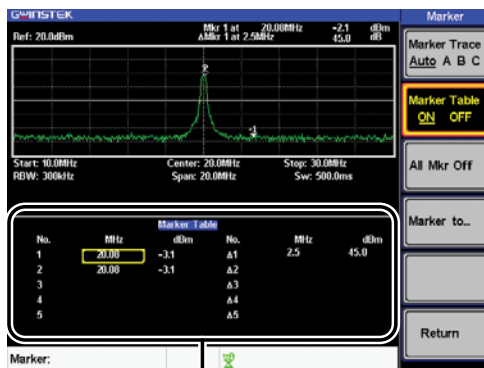 GWINSTEK
Mkr 1 at 20.00MHz -2.1 dBm
Ref: 20.0dBm ΔMkr 1 at 2.5MHz 45.0 dB
2
1
Start: 10.0MHz Center: 20.0MHz Stop: 30.0MHz
RBW: 300kHz Span: 20.0MHz Sw: 500.0ms
Marker Table
No. MHz dBm No. MHz dBm
1 20.08 -3.1 Δ1 2.5 45.0
2 20.08 -3.1 Δ2
3 Δ3
4 Δ4
5 Δ5
Marker:
Marker
Marker Trace
Auto A B C
Marker Table
ON OFF
All Mkr Off
Marker to...
Return